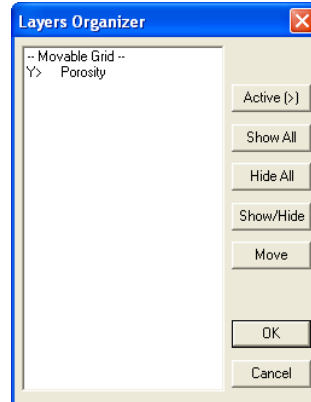 Layers Organizer
-- Movable Grid --
Y> Porosity
Active (>)
Show All
Hide All
Show/Hide
Move
OK
Cancel